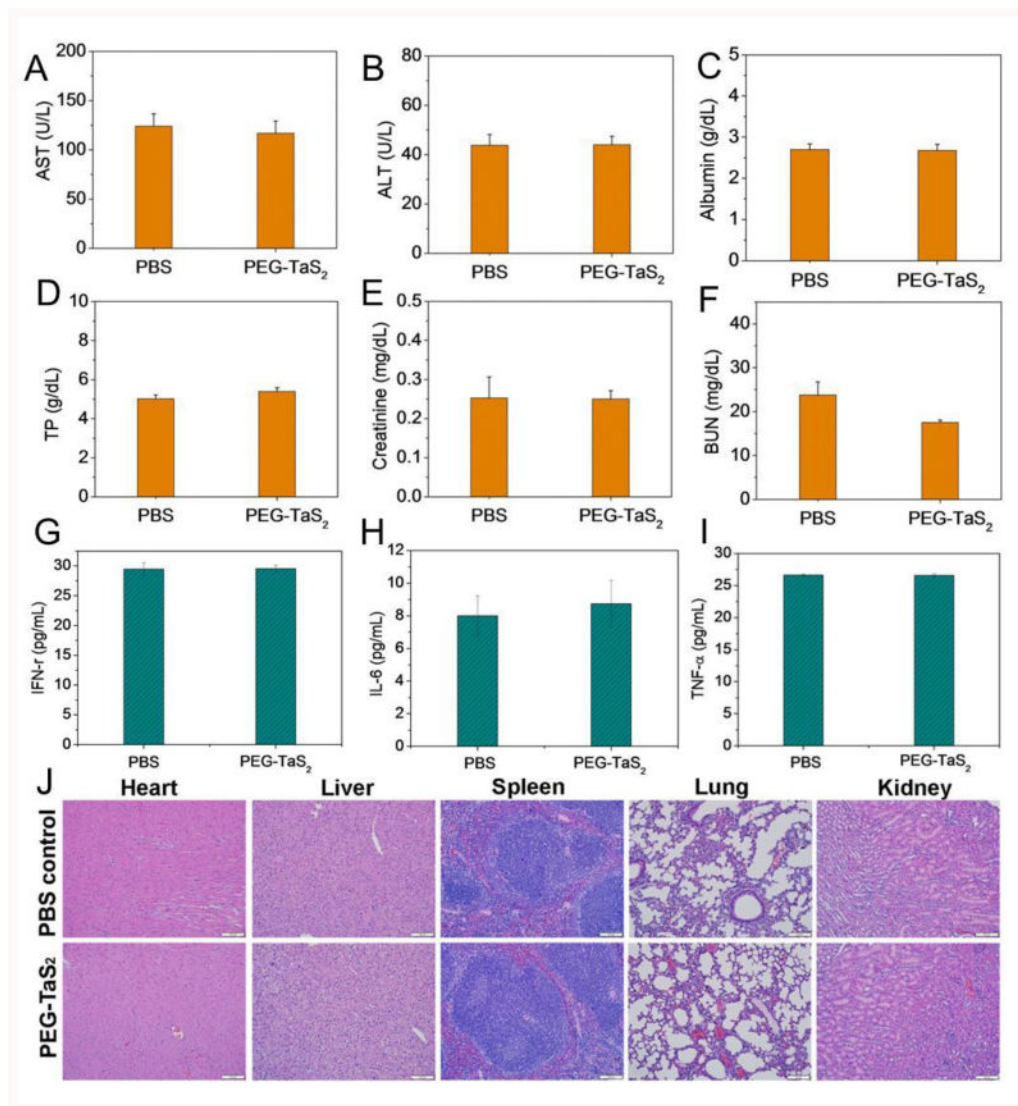 A
AST (U/L)
200
150
100
50
0
PBS
PEG-TaS₂
B
ALT (U/L)
80
60
40
20
0
PBS
PEG-TaS₂
C
Albumin (g/dL)
5
4
3
2
1
0
PBS
PEG-TaS₂
D
TP (g/dL)
10
8
6
4
2
0
PBS
PEG-TaS₂
E
Creatinine (mg/dL)
0.5
0.4
0.3
0.2
0.1
0.0
PBS
PEG-TaS₂
F
BUN (mg/dL)
40
30
20
10
0
PBS
PEG-TaS₂
G
IFN-r (pg/mL)
30
25
20
15
10
5
0
PBS
PEG-TaS₂
H
IL-6 (pg/mL)
12
10
8
6
4
2
0
PBS
PEG-TaS₂
I
TNF-α (pg/mL)
30
25
20
15
10
5
0
PBS
PEG-TaS₂
J
Heart Liver Spleen Lung Kidney
PBS control
PEG-TaS₂